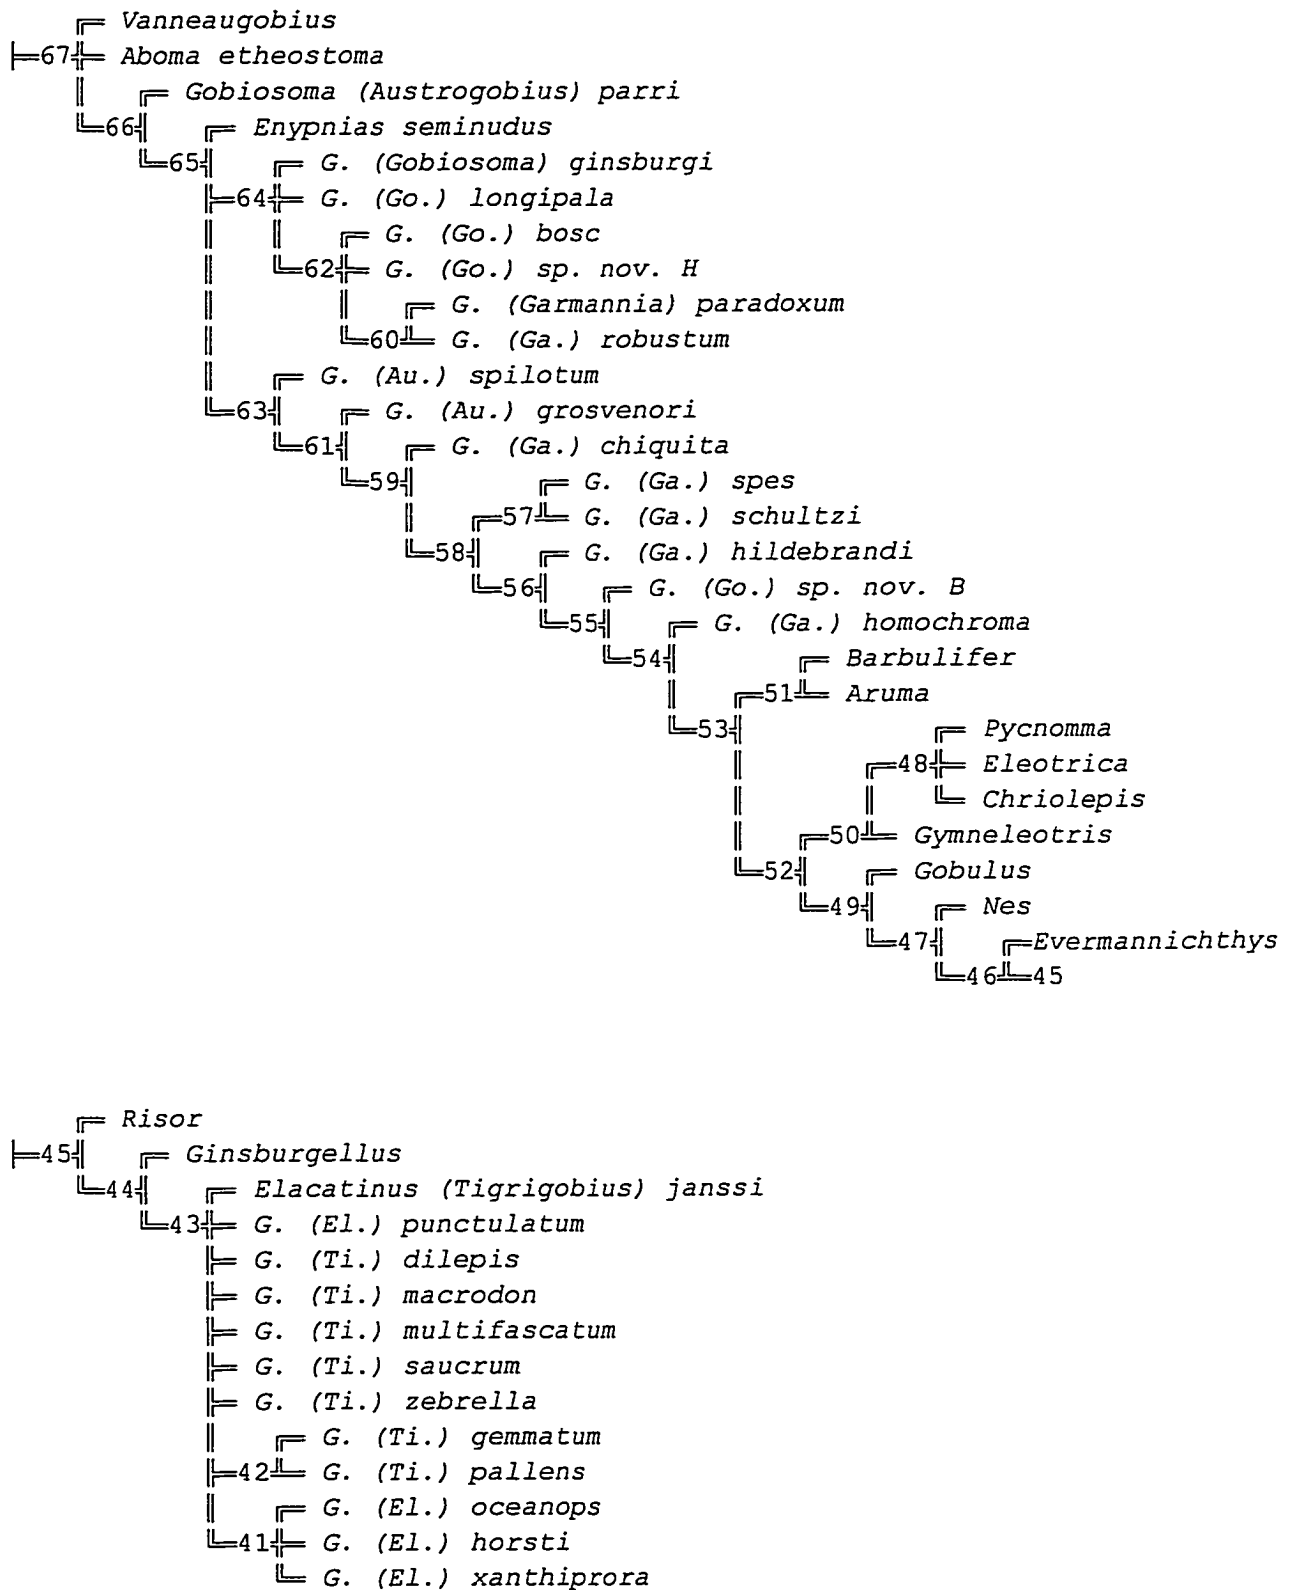 Vanneaugobius
67 Aboma etheostoma
Gobiosoma (Austrogobius) parri
66 Enypnias seminudus
65 G. (Gobiosoma) ginsburgi
64 G. (Go.) longipala
G. (Go.) bosc
62 G. (Go.) sp. nov. H
G. (Garmannia) paradoxum
60 G. (Ga.) robustum
G. (Au.) spilotum
63 G. (Au.) grosvenori
61 G. (Ga.) chiquita
59 G. (Ga.) spes
57 G. (Ga.) schultzi
58 G. (Ga.) hildebrandi
56 G. (Go.) sp. nov. B
55 G. (Ga.) homochroma
54 Barbulifer
51 Aruma
53 Pycnomma
48 Eleotrica
Chriolepis
50 Gymneleotris
52 Gobulus
49 Nes
47 Evermannichthys
46 45
Risor
45 Ginsburgellus
44 Elacatinus (Tigrigobius) janssi
43 G. (El.) punctulatum
G. (Ti.) dilepis
G. (Ti.) macrodon
G. (Ti.) multifascatum
G. (Ti.) saucrum
G. (Ti.) zebrella
G. (Ti.) gemmatum
42 G. (Ti.) pallens
G. (El.) oceanops
41 G. (El.) horsti
G. (El.) xanthiprora